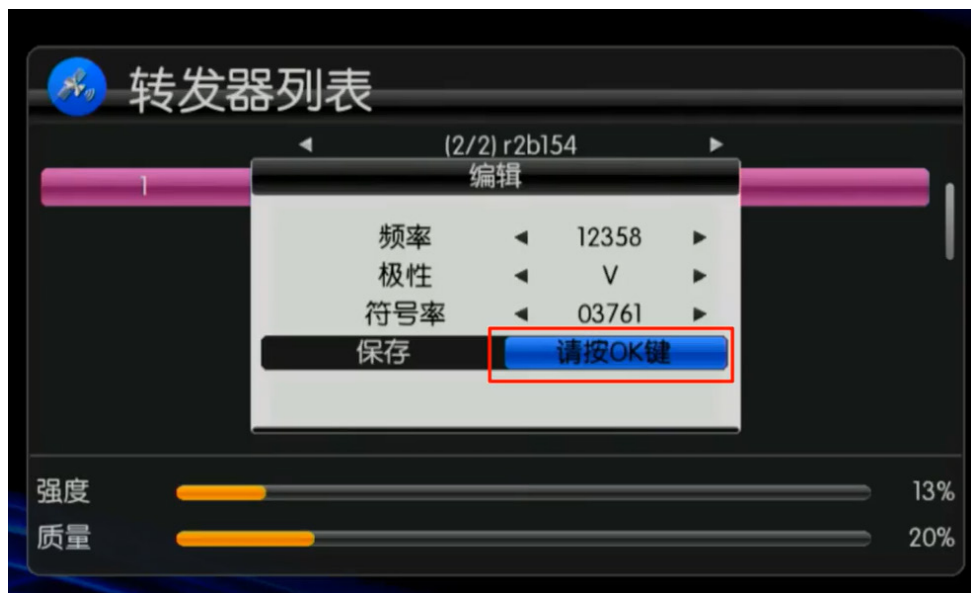 转发器列表
(2/2) r2b154
编辑
1
频率 12358
极性 V
符号率 03761
保存 请按OK键
强度 13%
质量 20%